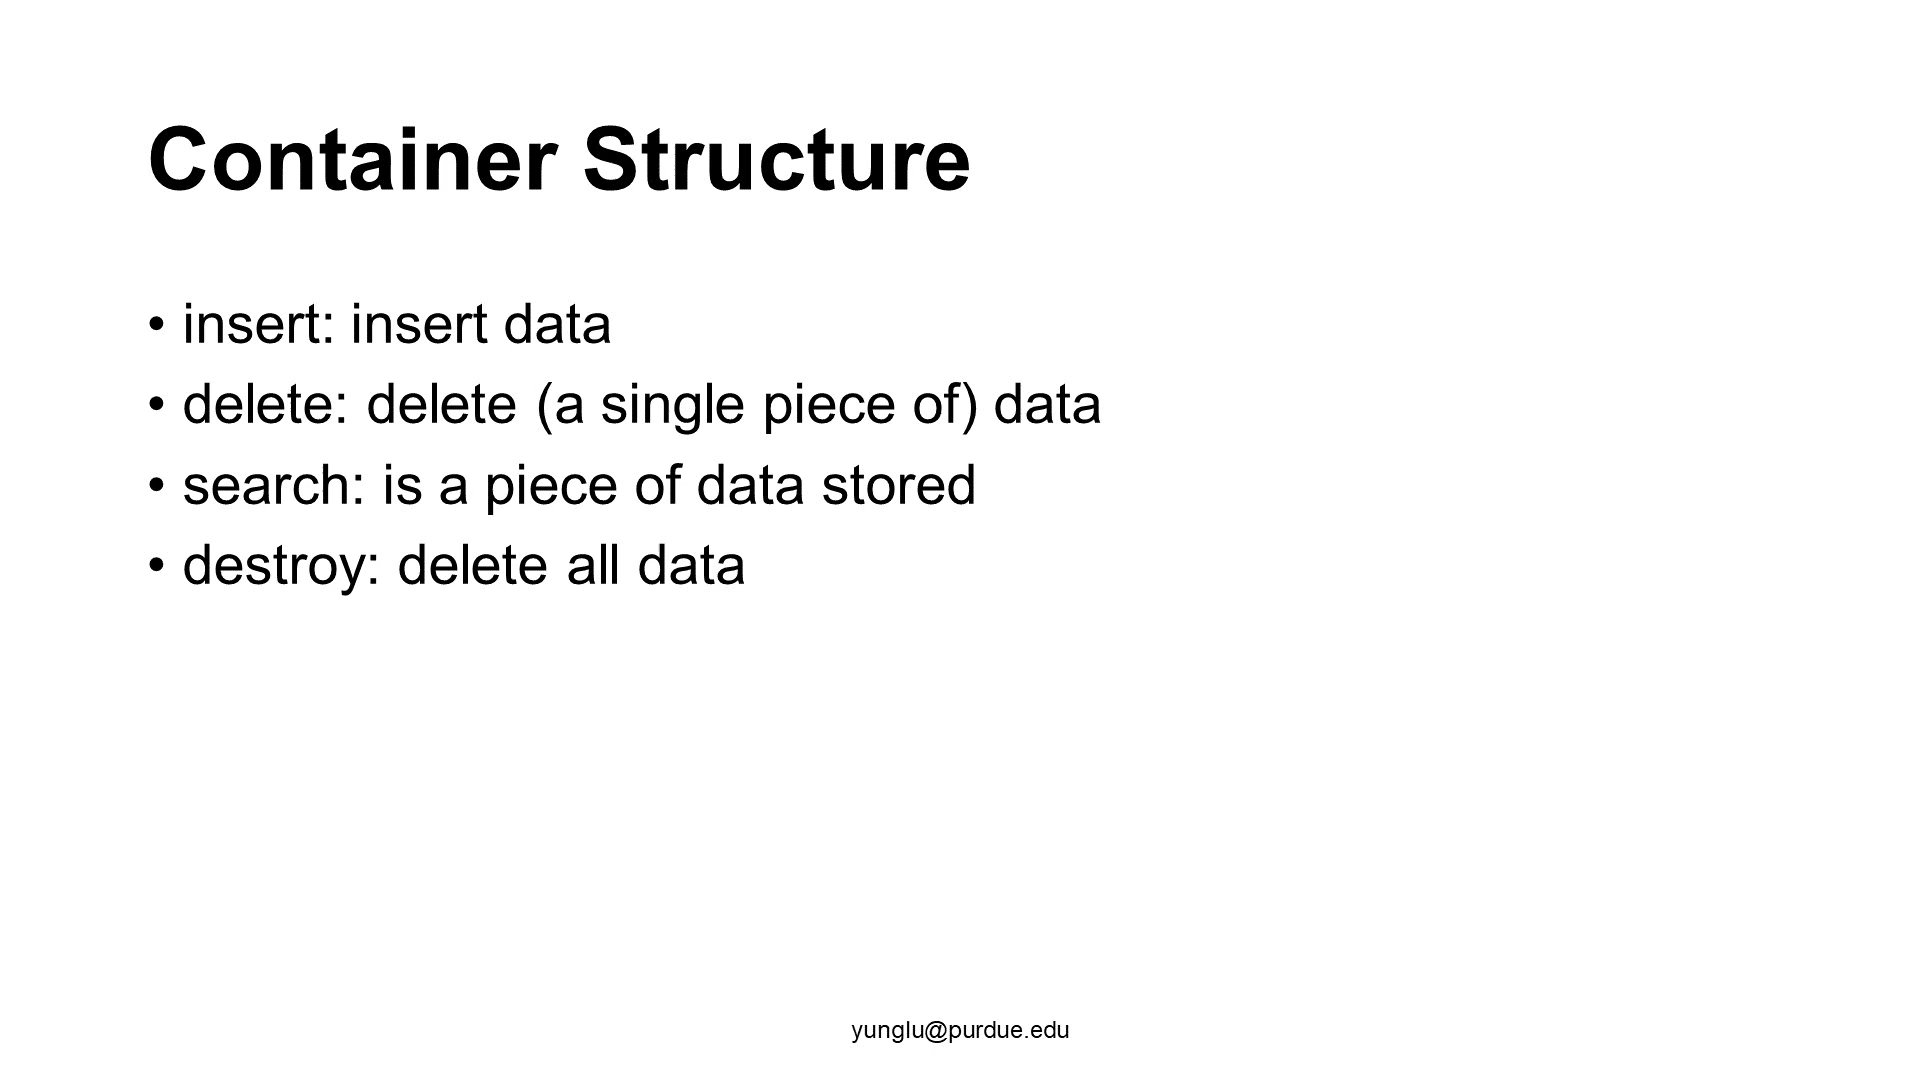 Container Structure
• insert: insert data
• delete: delete (a single piece of) data
• search: is a piece of data stored
• destroy: delete all data
yunglu@purdue.edu